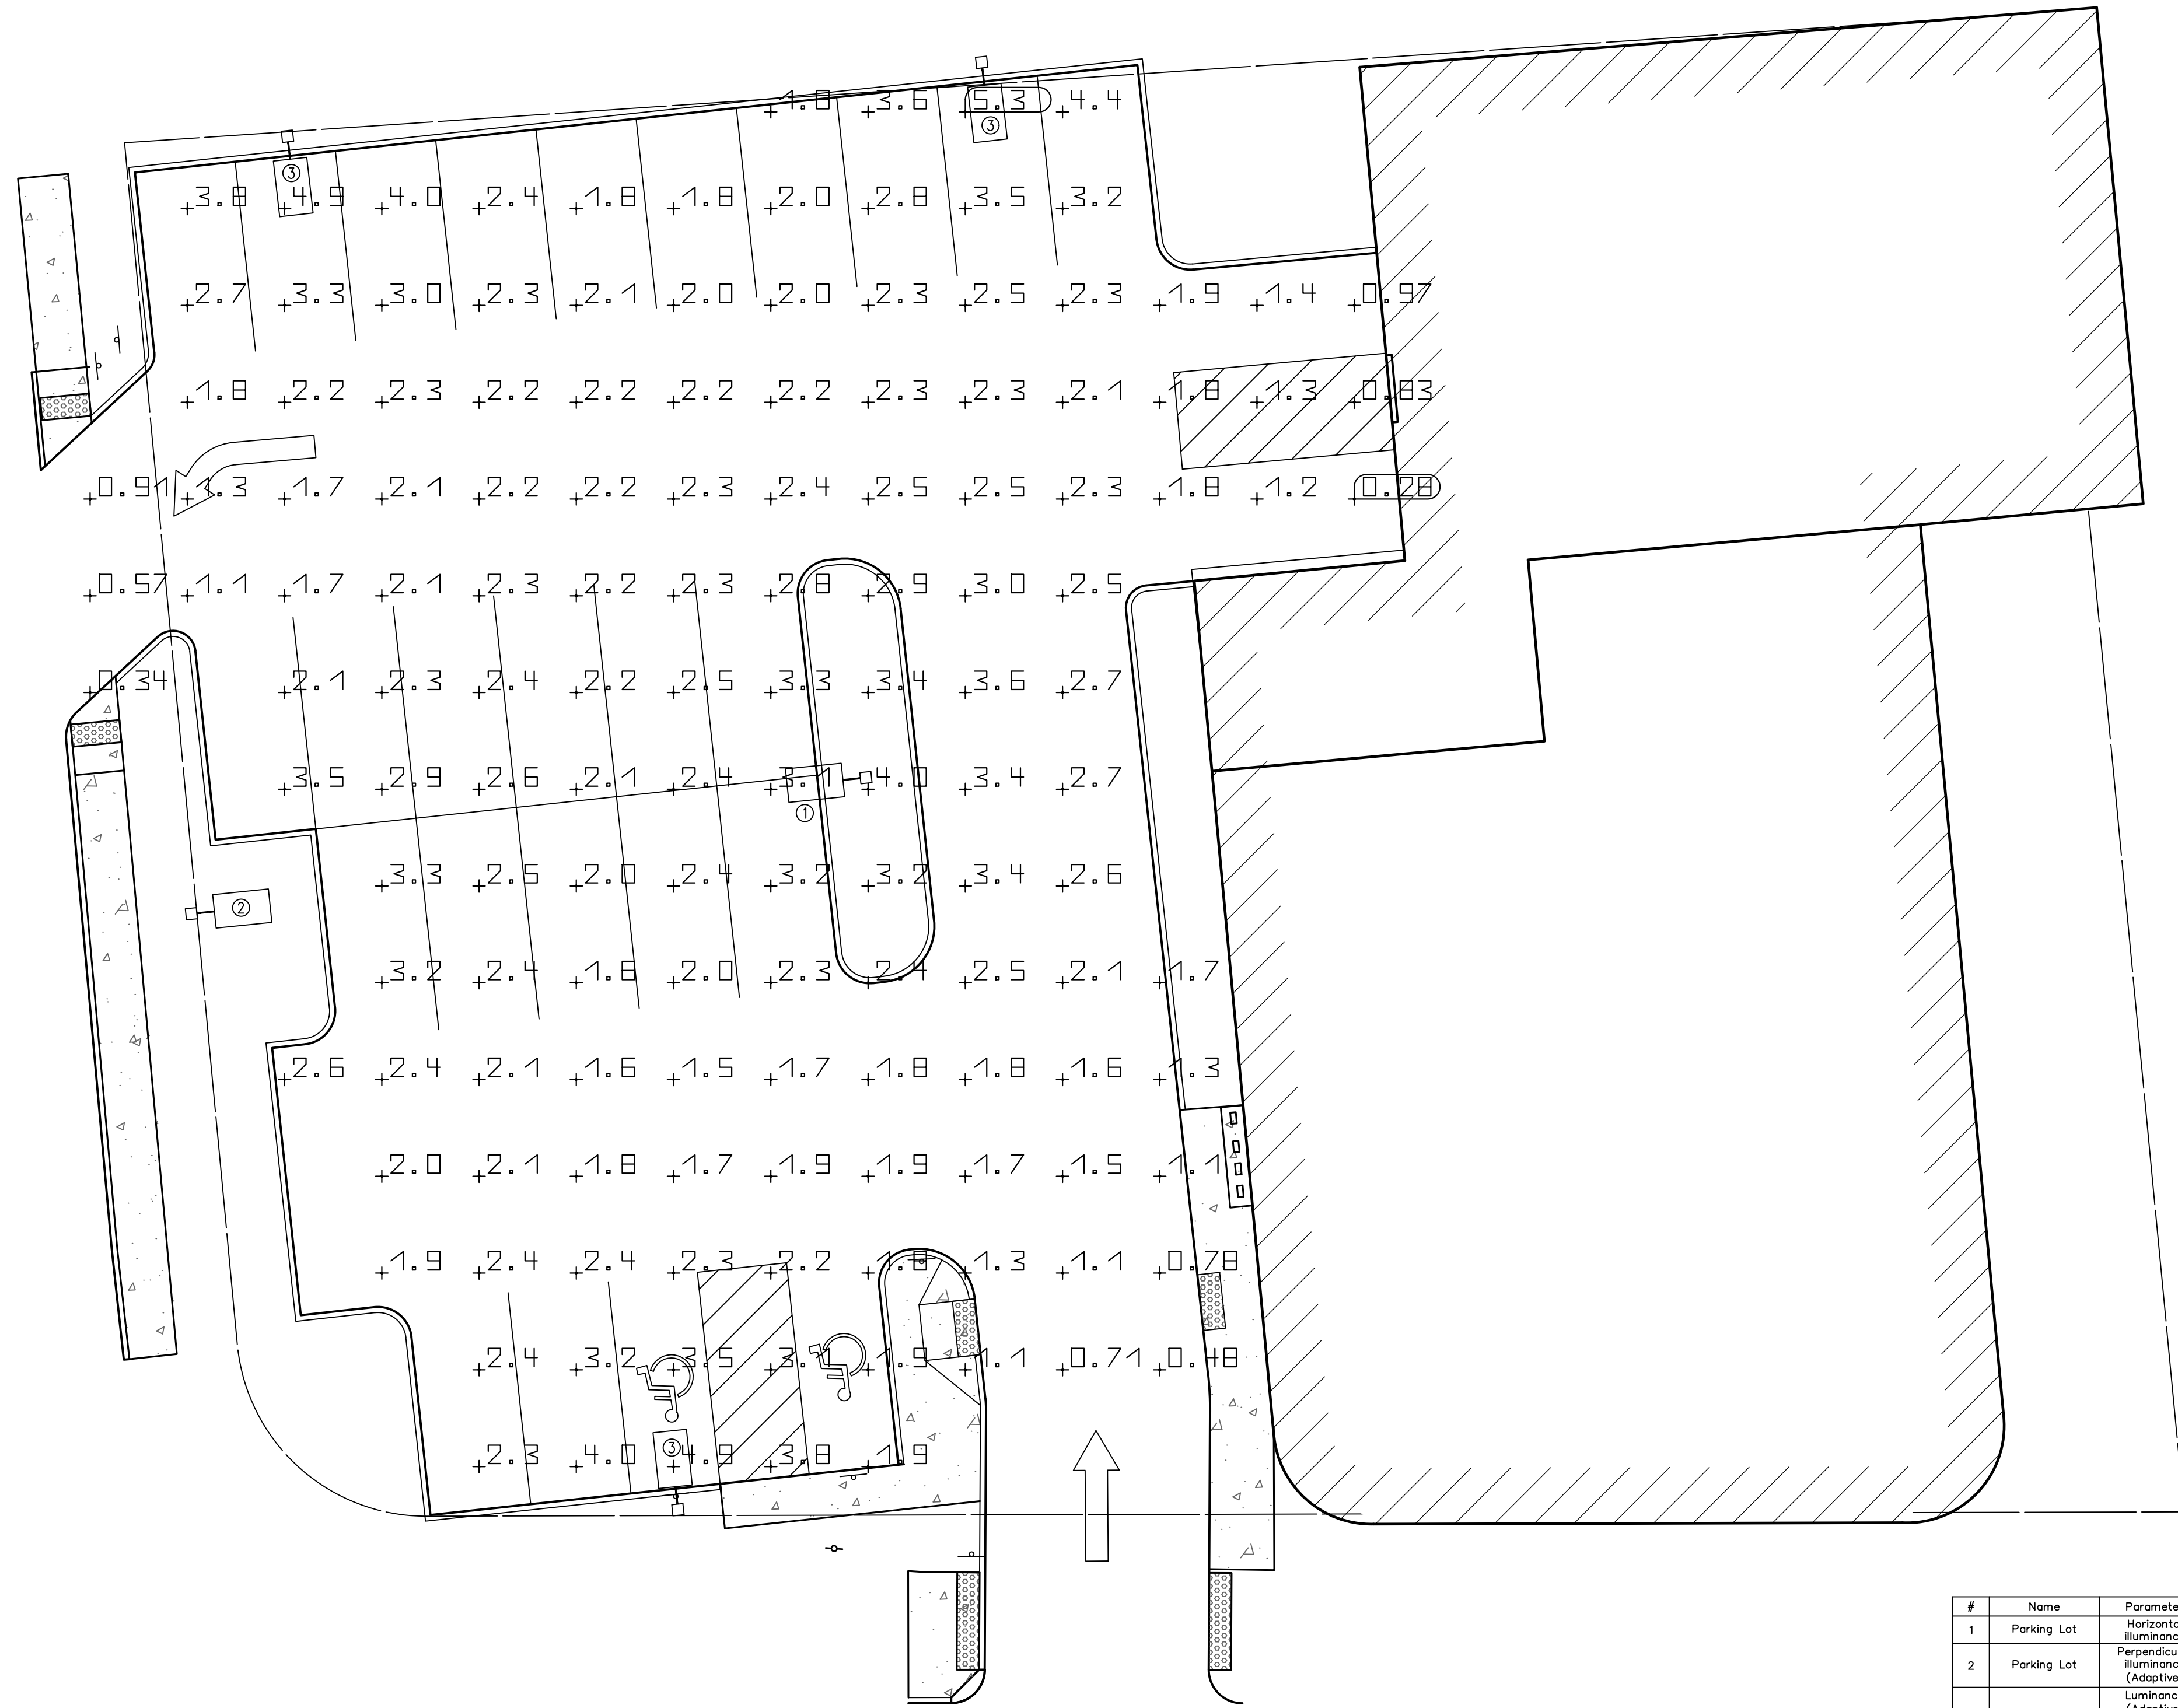 1.8 3.6 5.3 4.4
3
3
3.8 4.9 4.0 2.4 1.8 1.8 2.0 2.8 3.5 3.2
2.7 3.3 3.0 2.3 2.1 2.0 2.0 2.3 2.5 2.3 1.9 1.4 0.97
1.8 2.2 2.3 2.2 2.2 2.2 2.2 2.3 2.3 2.1 1.8 1.3 0.83
0.91 1.3 1.7 2.1 2.2 2.2 2.3 2.4 2.5 2.5 2.3 1.8 1.2 0.28
0.57 1.1 1.7 2.1 2.3 2.2 2.3 2.8 2.9 3.0 2.5
0.34 2.1 2.3 2.4 2.2 2.5 3.3 3.4 3.6 2.7
3.5 2.9 2.6 2.1 2.4 3.1 4.0 3.4 2.7
1
3.3 2.5 2.0 2.4 3.2 3.2 3.4 2.6
2
3.2 2.4 1.8 2.0 2.3 2.4 2.5 2.1 1.7
2.6 2.4 2.1 1.6 1.5 1.7 1.8 1.8 1.6 1.3
2.0 2.1 1.8 1.7 1.9 1.9 1.7 1.5 1.1
1.9 2.4 2.4 2.3 2.2 1.8 1.3 1.1 0.78
2.4 3.2 3.5 3.1 1.9 1.1 0.71 0.48
3
2.3 4.0 4.9 3.8 1.9
# Name Paramete
1 Parking Lot Horizonta
illuminanc
2 Parking Lot Perpendicu
illuminanc
(Adaptive
Luminanc